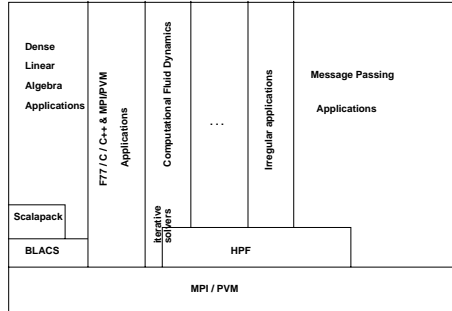 Dense
Linear
Algebra
Applications
Scalapack
BLACS
F77 / C / C++ & MPI/PVM
Applications
Computational Fluid Dynamics
iterative
solvers
. . .
Irregular applications
Message Passing
Applications
HPF
MPI / PVM